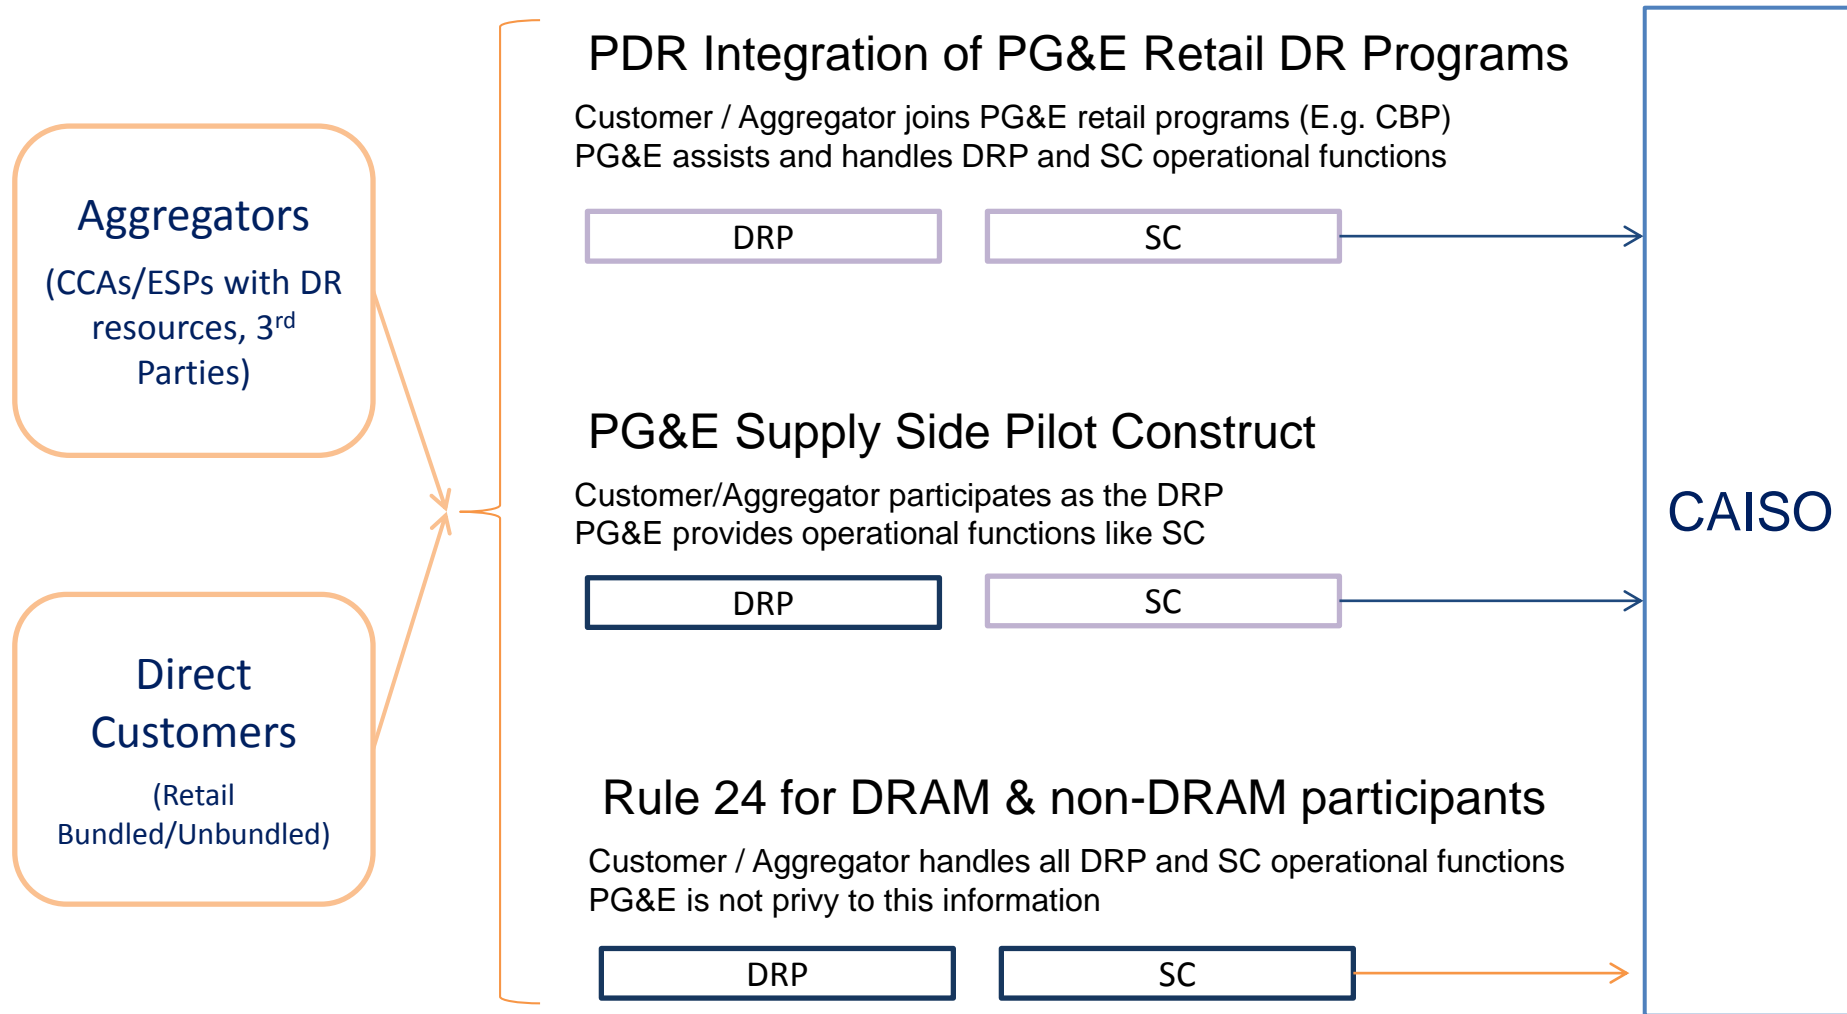 Aggregators
(CCAs/ESPs with DR
resources, 3rd
Parties)
Direct
Customers
(Retail
Bundled/Unbundled)
PDR Integration of PG&E Retail DR Programs
Customer / Aggregator joins PG&E retail programs (E.g. CBP)
PG&E assists and handles DRP and SC operational functions
DRP
SC
PG&E Supply Side Pilot Construct
Customer/Aggregator participates as the DRP
PG&E provides operational functions like SC
DRP
SC
Rule 24 for DRAM & non-DRAM participants
Customer / Aggregator handles all DRP and SC operational functions
PG&E is not privy to this information
DRP
SC
CAISO